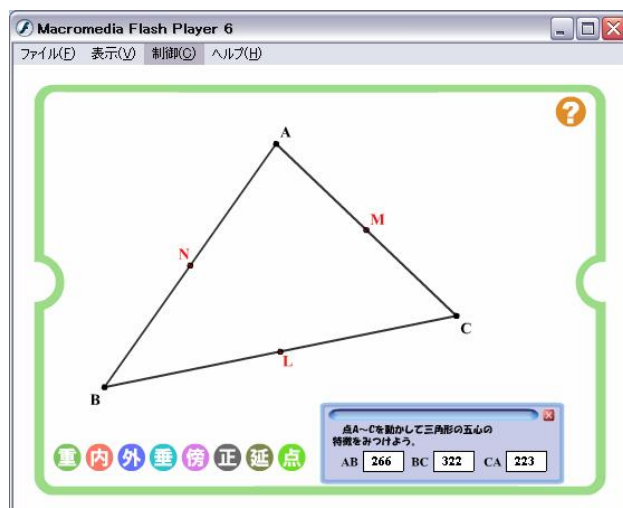 Macromedia Flash Player 6
ファイル(F) 表示(V) 制御(C) ヘルプ(H)
?
A
M
N
C
L
B
点A～Cを動かして三角形の五心の
特徴をみつけよう。
AB 266 BC 322 CA 223
重 内 外 垂 傍 正 延 点